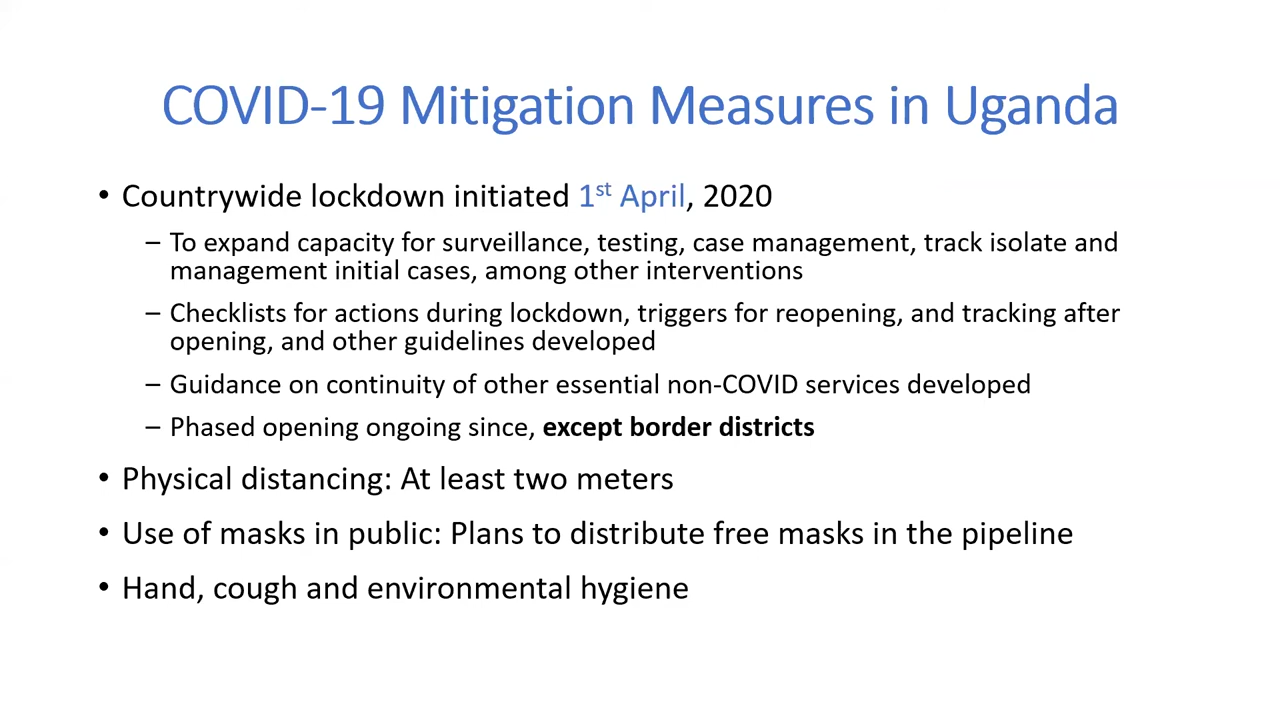 COVID-19 Mitigation Measures in Uganda
• Countrywide lockdown initiated 1st April, 2020
– To expand capacity for surveillance, testing, case management, track isolate and
management initial cases, among other interventions
– Checklists for actions during lockdown, triggers for reopening, and tracking after
opening, and other guidelines developed
– Guidance on continuity of other essential non-COVID services developed
– Phased opening ongoing since, except border districts
• Physical distancing: At least two meters
• Use of masks in public: Plans to distribute free masks in the pipeline
• Hand, cough and environmental hygiene